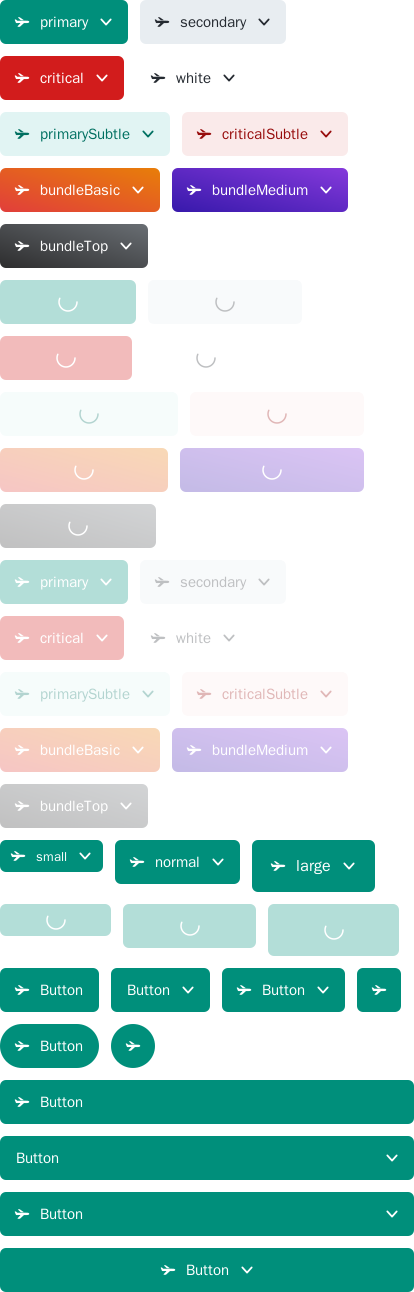 primary secondary
critical white
primarySubtle criticalSubtle
bundleBasic bundleMedium
bundleTop
primary secondary
critical white
primarySubtle criticalSubtle
bundleBasic bundleMedium
bundleTop
small normal large
Button Button Button
Button
Button
Button
Button
Button